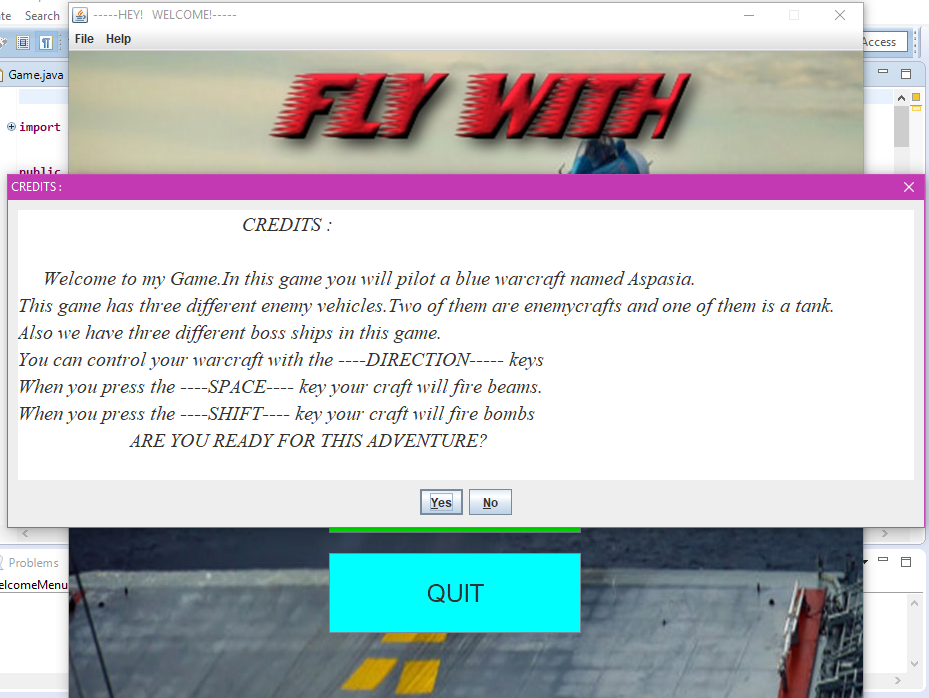 Search
-----HEY!   WELCOME!-----
File Help
Access
Game.java
FLY WITH
import
public
CREDITS :
CREDITS :
Welcome to my Game.In this game you will pilot a blue warcraft named Aspasia.
This game has three different enemy vehicles.Two of them are enemycrafts and one of them is a tank.
Also we have three different boss ships in this game.
You can control your warcraft with the ----DIRECTION----- keys
When you press the ----SPACE---- key your craft will fire beams.
When you press the ----SHIFT---- key your craft will fire bombs
ARE YOU READY FOR THIS ADVENTURE?
Yes No
Problems
elcomeMenu
QUIT